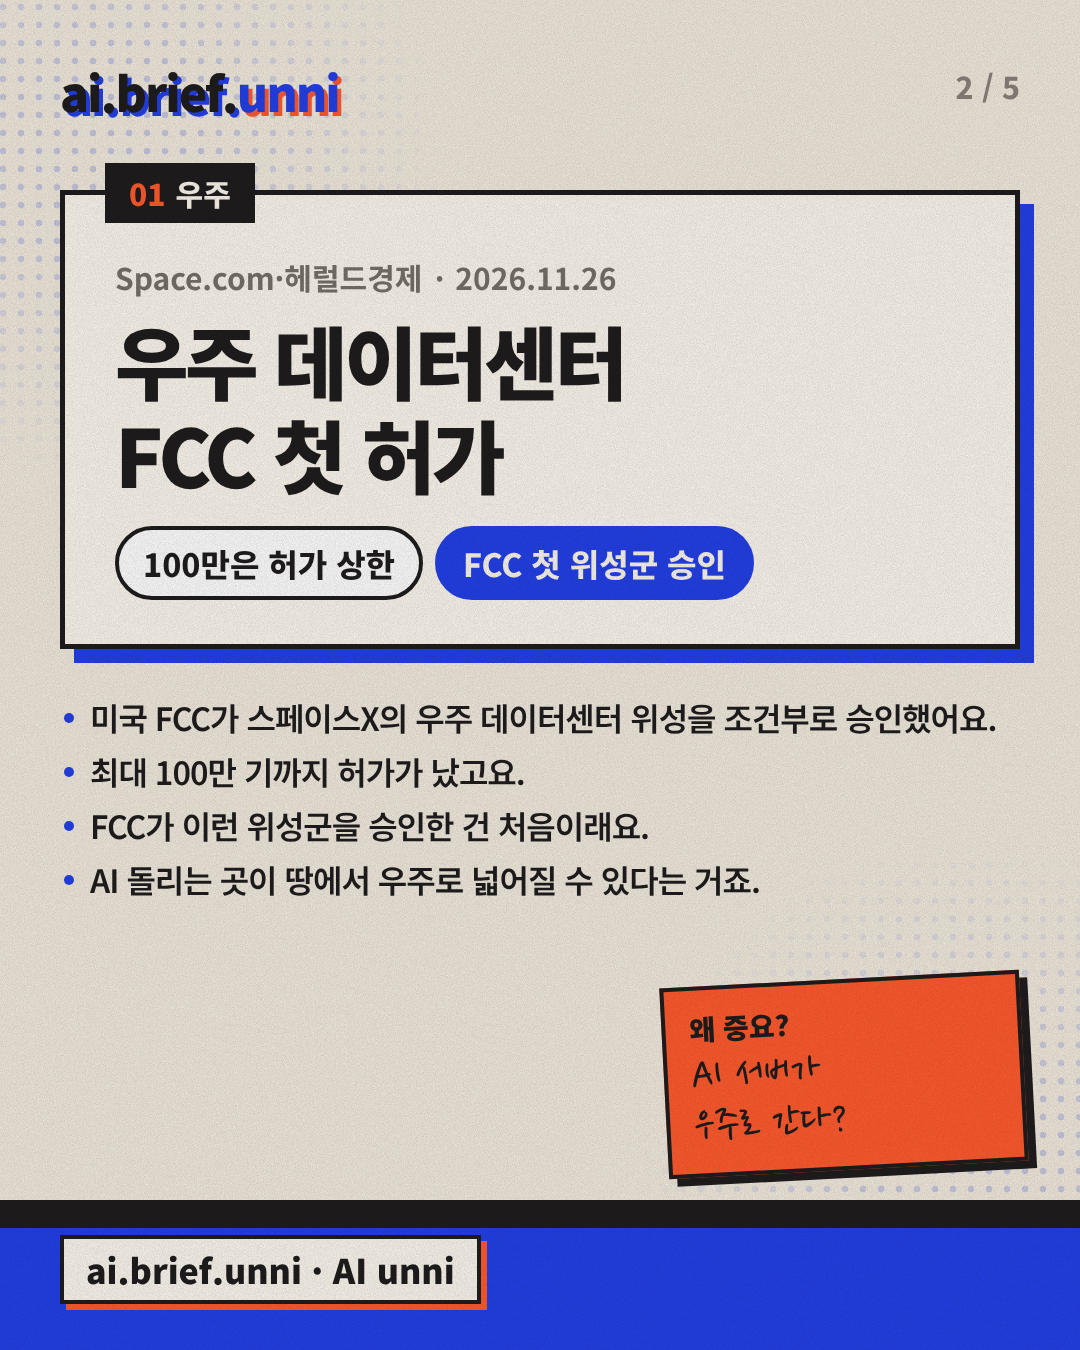 ai.brief.unni
2 / 5
01 우주
Space.com·헤럴드경제 · 2026.11.26
우주 데이터센터
FCC 첫 허가
100만은 허가 상한
FCC 첫 위성군 승인
• 미국 FCC가 스페이스X의 우주 데이터센터 위성을 조건부로 승인했어요.
• 최대 100만 기까지 허가가 났고요.
• FCC가 이런 위성군을 승인한 건 처음이래요.
• AI 돌리는 곳이 땅에서 우주로 넓어질 수 있다는 거죠.
왜 중요?
AI 서버가
우주로 간다?
ai.brief.unni · AI unni